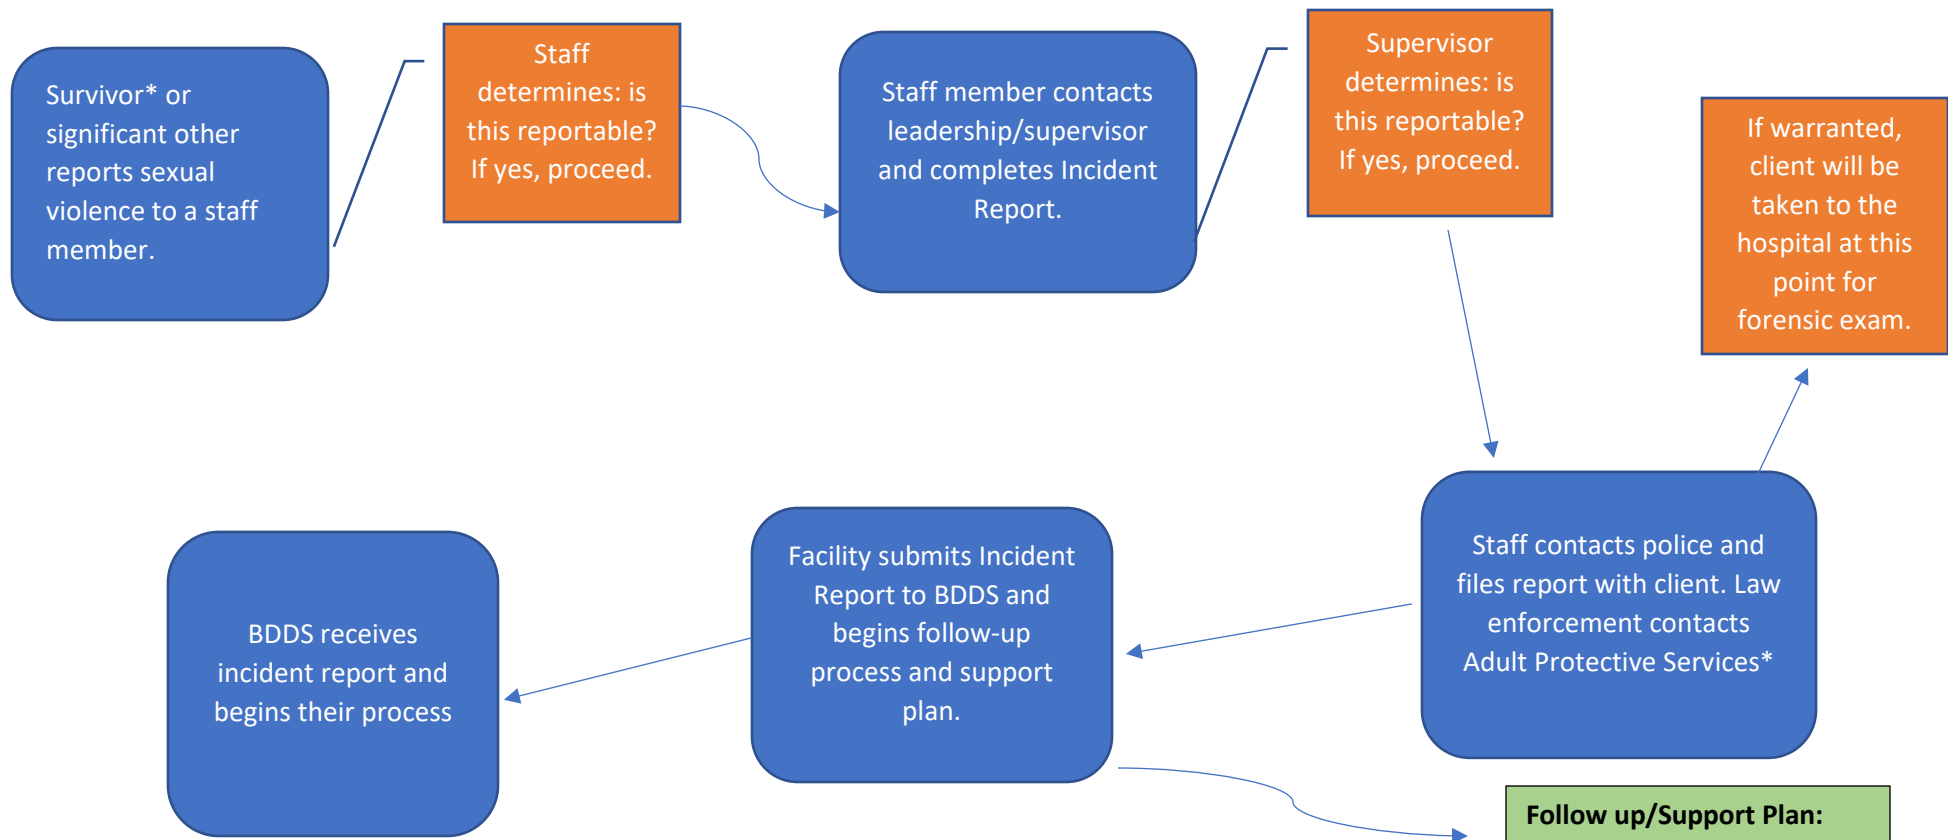 Survivor* or
significant other
reports sexual
violence to a staff
member.
Staff
determines: is
this reportable?
If yes, proceed.
Staff member contacts
leadership/supervisor
and completes Incident
Report.
Supervisor
determines: is
this reportable?
If yes, proceed.
If warranted,
client will be
taken to the
hospital at this
point for
forensic exam.
Staff contacts police and
files report with client. Law
enforcement contacts
Adult Protective Services*
Facility submits Incident
Report to BDDS and
begins follow-up
process and support
plan.
BDDS receives
incident report and
begins their process
Follow up/Support Plan: